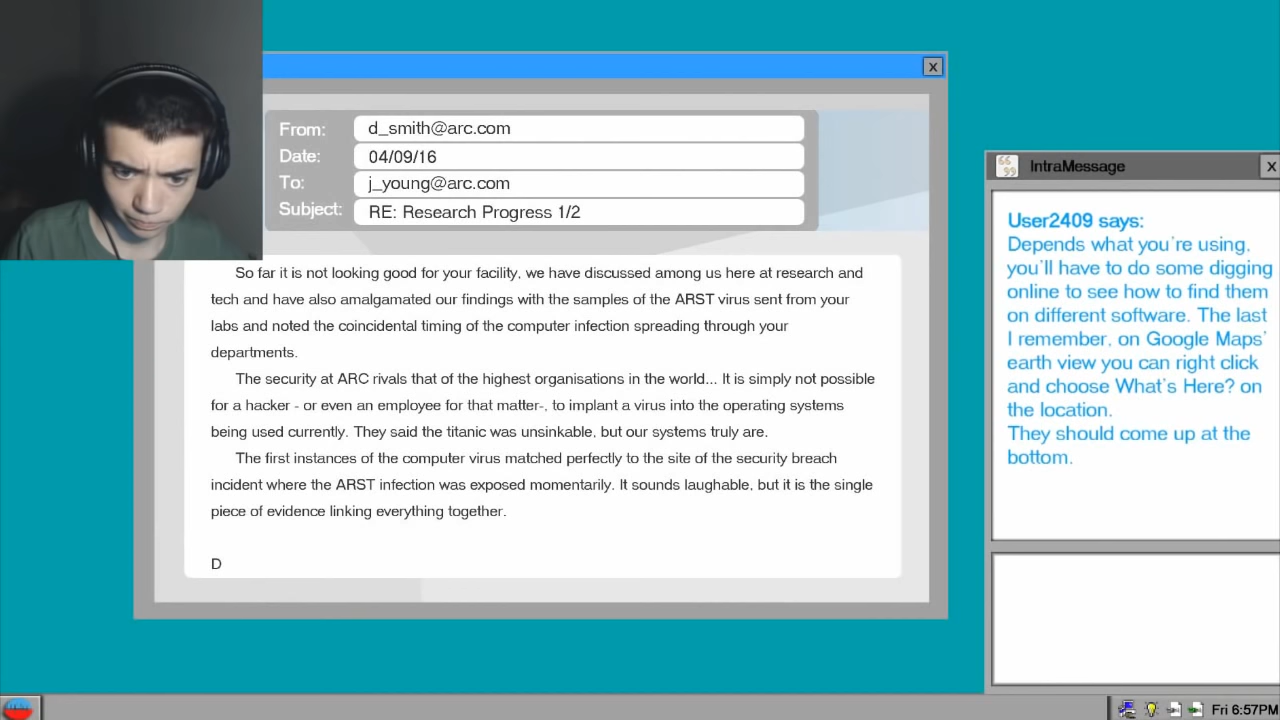 X
From: d_smith@arc.com
Date: 04/09/16
To: j_young@arc.com
Subject: RE: Research Progress 1/2
So far it is not looking good for your facility, we have discussed among us here at research and
tech and have also amalgamated our findings with the samples of the ARST virus sent from your
labs and noted the coincidental timing of the computer infection spreading through your
departments.
The security at ARC rivals that of the highest organisations in the world... It is simply not possible
for a hacker - or even an employee for that matter-, to implant a virus into the operating systems
being used currently. They said the titanic was unsinkable, but our systems truly are.
The first instances of the computer virus matched perfectly to the site of the security breach
incident where the ARST infection was exposed momentarily. It sounds laughable, but it is the single
piece of evidence linking everything together.
D
IntraMessage X
User2409 says:
Depends what you're using,
you'll have to do some digging
online to see how to find them
on different software. The last
I remember, on Google Maps'
earth view you can right click
and choose What's Here? on
the location.
They should come up at the
bottom.
Fri 6:57PM